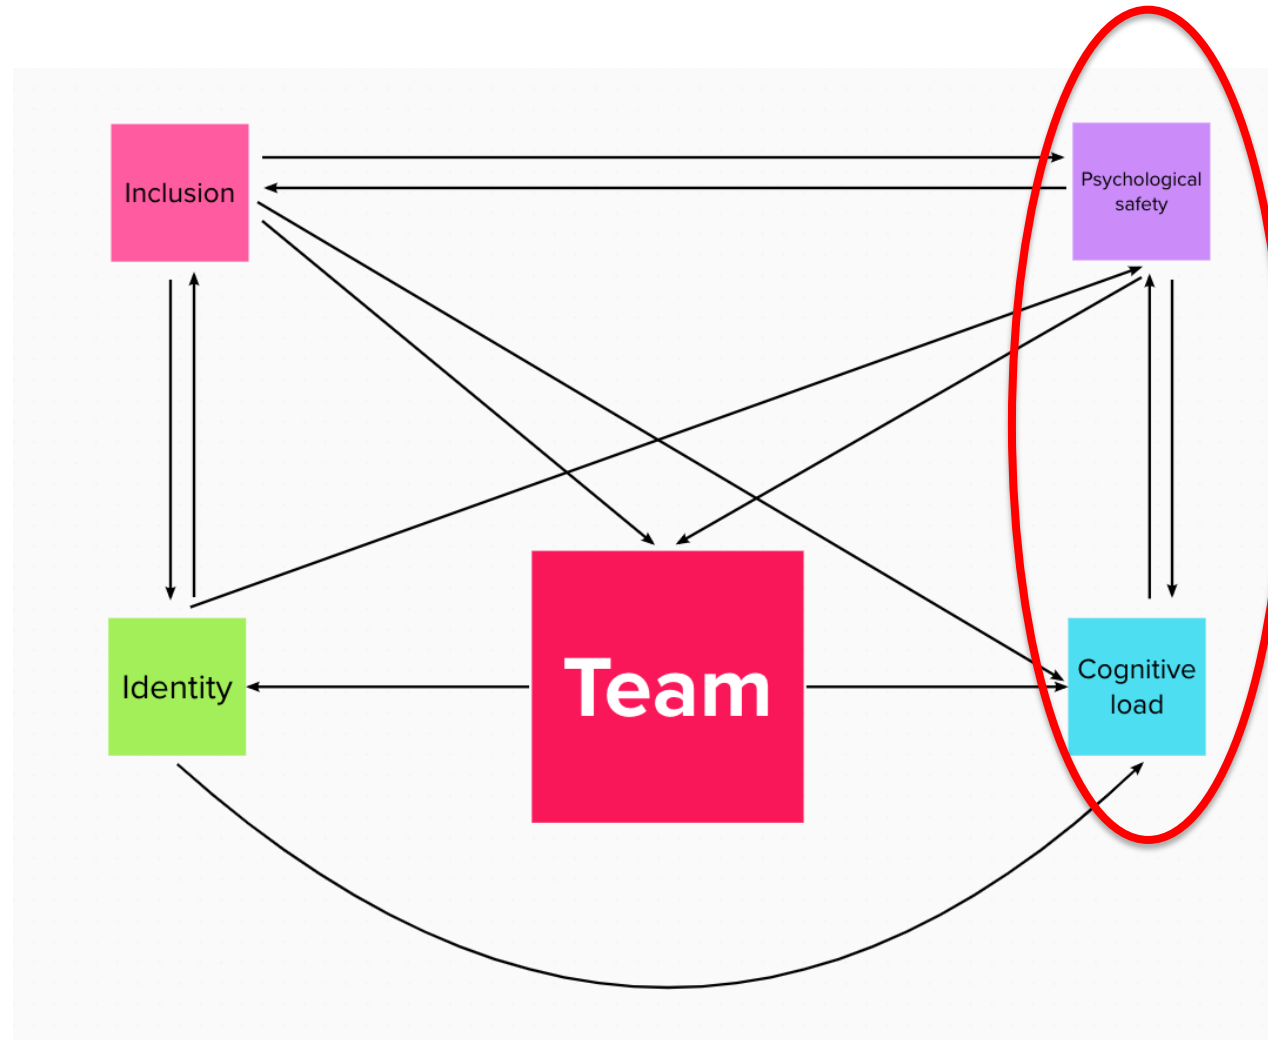 Inclusion
Psychological
safety
Identity
Team
Cognitive
load